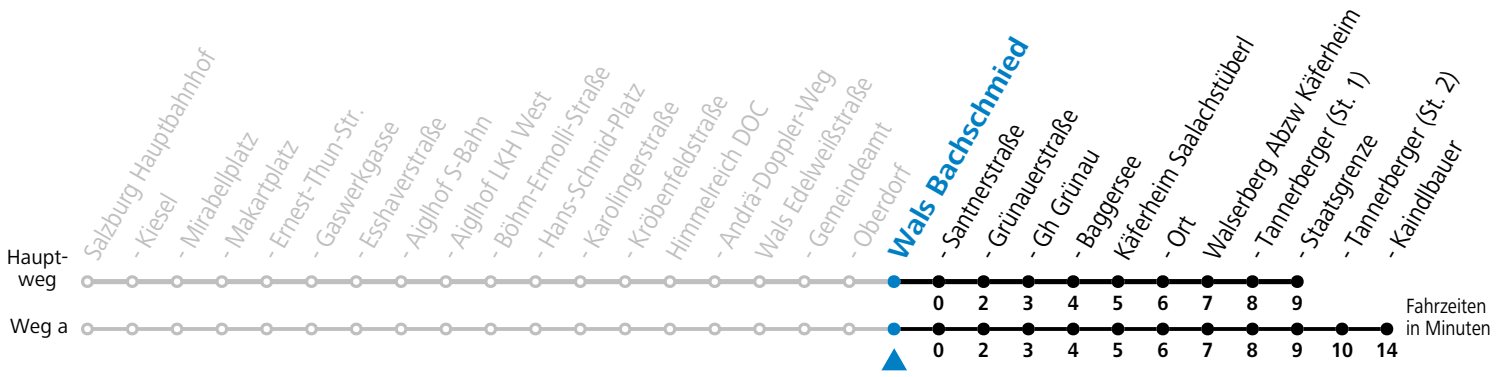 Salzburg Hauptbahnhof
- Kiesel
- Mirabellplatz
- Makartplatz
- Ernest-Thun-Str.
- Gaswerkgasse
- Esshaverstraße
- Aiglhof S-Bahn
- Aiglhof LKH West
- Böhm-Ermolli-Straße
- Hans-Schmid-Platz
- Karolingerstraße
- Kröbenfeldstraße
Himmelreich DOC
- Andrä-Doppler-Weg
Wals Edelweißstraße
- Gemeindeamt
- Oberdorf
Wals Bachschmied
- Santnerstraße
- Grünauerstraße
- Gh Grünau
- Baggersee
Käferheim Saalachstüberl
- Ort
Walserberg Abzw Käferheim
- Tannerberger (St. 1)
- Staatsgrenze
- Tannerberger (St. 2)
- Kaindlbauer
Haupt-
weg
0 2 3 4 5 6 7 8 9
Weg a
0 2 3 4 5 6 7 8 9 10 14
Fahrzeiten
in Minuten